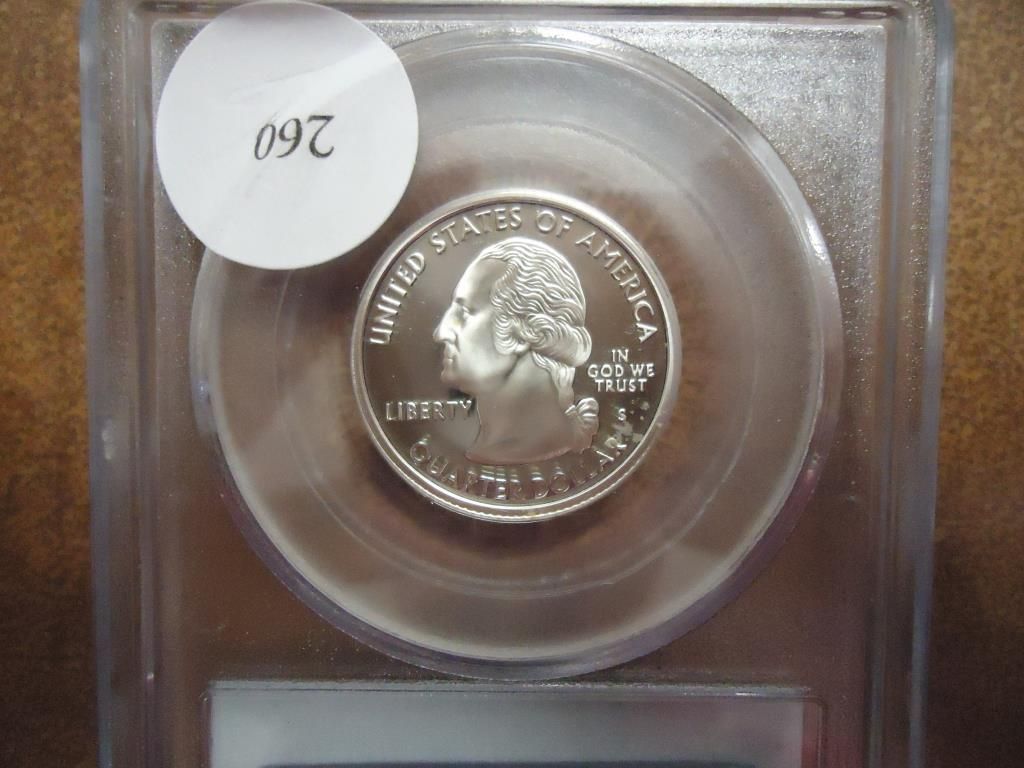 260
UNITED STATES OF AMERICA
IN
GOD WE
TRUST
LIBERTY
S
QUARTER DOLLAR